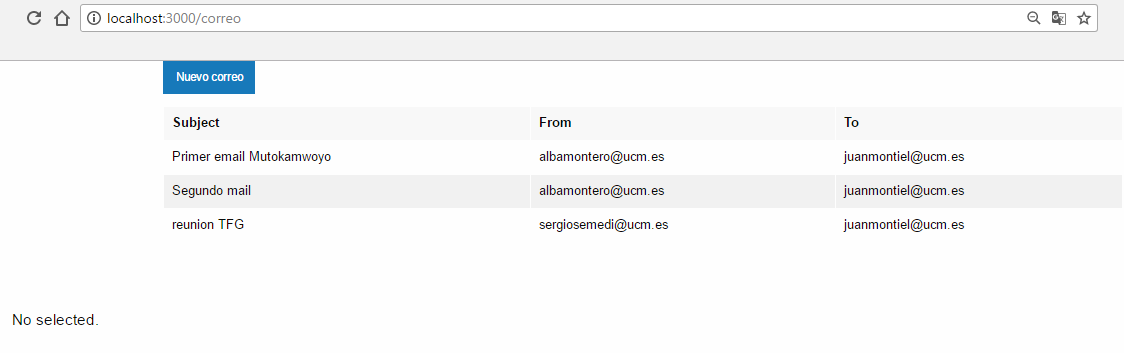 localhost:3000/correo
Nuevo correo
Subject From To
Primer email Mutokamwoyo albamontero@ucm.es juanmontiel@ucm.es
Segundo mail albamontero@ucm.es juanmontiel@ucm.es
reunion TFG sergiosemedi@ucm.es juanmontiel@ucm.es
No selected.